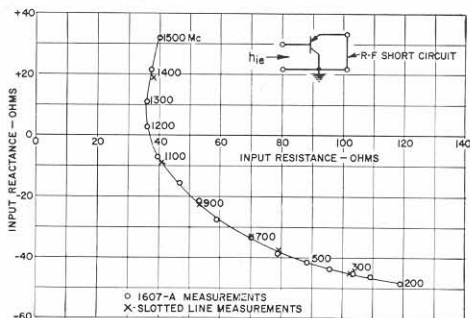 +40
+20
0
-20
-40
-60
INPUT REACTANCE – OHMS
0 20 40 60 80 100 120 140
INPUT RESISTANCE – OHMS
1500 Mc
1400
1300
1200
1100
900
700
500
300
200
hie
R-F SHORT CIRCUIT
O 1607-A MEASUREMENTS
X-SLOTTED LINE MEASUREMENTS